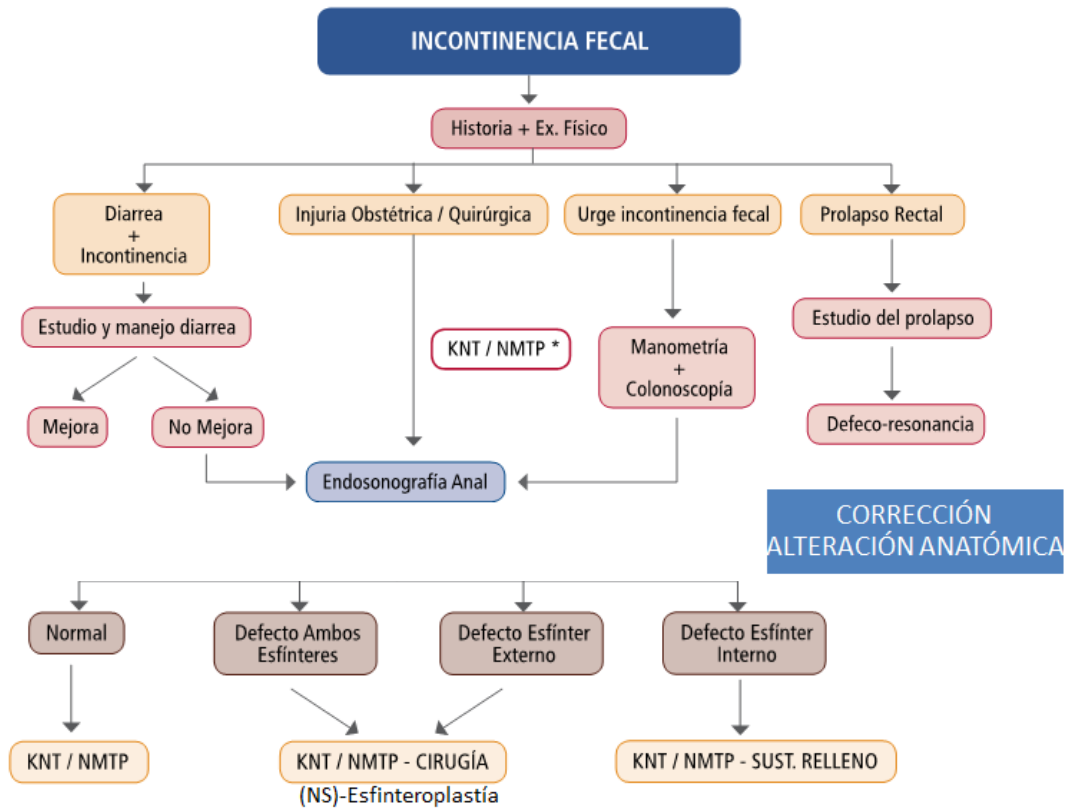 INCONTINENCIA FECAL
Historia + Ex. Físico
Diarrea
+
Incontinencia
Injuria Obstétrica / Quirúrgica
Urge incontinencia fecal
Prolapso Rectal
Estudio y manejo diarrea
KNT / NMTP *
Manometría
+
Colonoscopía
Estudio del prolapso
Mejora
No Mejora
Defeco-resonancia
Endosonografía Anal
CORRECCIÓN
ALTERACIÓN ANATÓMICA
Normal
Defecto Ambos
Esfínteres
Defecto Esfínter
Externo
Defecto Esfínter
Interno
KNT / NMTP
KNT / NMTP - CIRUGÍA
(NS)-Esfinteroplastía
KNT / NMTP - SUST. RELLENO